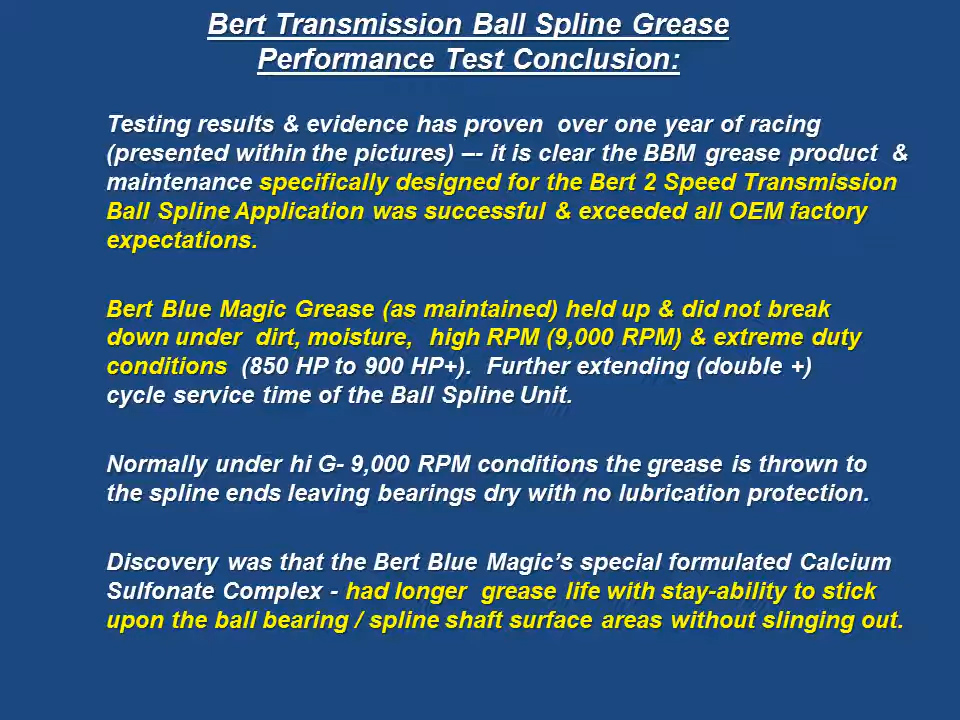 Bert Transmission Ball Spline Grease
Performance Test Conclusion:
Testing results & evidence has proven over one year of racing
(presented within the pictures) –- it is clear the BBM grease product &
maintenance specifically designed for the Bert 2 Speed Transmission
Ball Spline Application was successful & exceeded all OEM factory
expectations.
Bert Blue Magic Grease (as maintained) held up & did not break
down under dirt, moisture, high RPM (9,000 RPM) & extreme duty
conditions (850 HP to 900 HP+). Further extending (double +)
cycle service time of the Ball Spline Unit.
Normally under hi G- 9,000 RPM conditions the grease is thrown to
the spline ends leaving bearings dry with no lubrication protection.
Discovery was that the Bert Blue Magic’s special formulated Calcium
Sulfonate Complex - had longer grease life with stay-ability to stick
upon the ball bearing / spline shaft surface areas without slinging out.